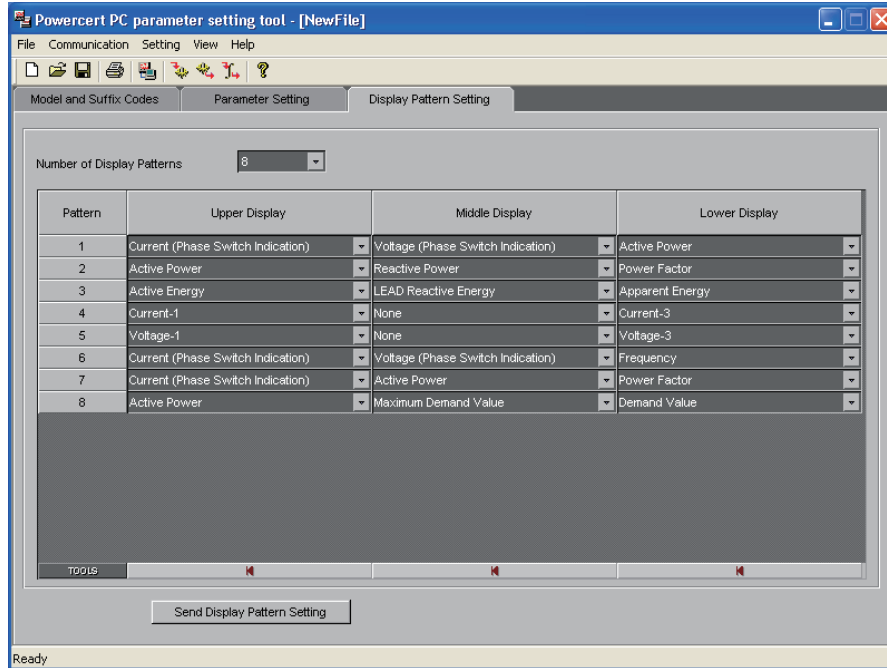 Powercert PC parameter setting tool - [NewFile]
File Communication Setting View Help
Model and Suffix Codes Parameter Setting Display Pattern Setting
Number of Display Patterns 8
Pattern Upper Display Middle Display Lower Display
1 Current (Phase Switch Indication) Voltage (Phase Switch Indication) Active Power
2 Active Power Reactive Power Power Factor
3 Active Energy LEAD Reactive Energy Apparent Energy
4 Current-1 None Current-3
5 Voltage-1 None Voltage-3
6 Current (Phase Switch Indication) Voltage (Phase Switch Indication) Frequency
7 Current (Phase Switch Indication) Active Power Power Factor
8 Active Power Maximum Demand Value Demand Value
TOOLS
Send Display Pattern Setting
Ready